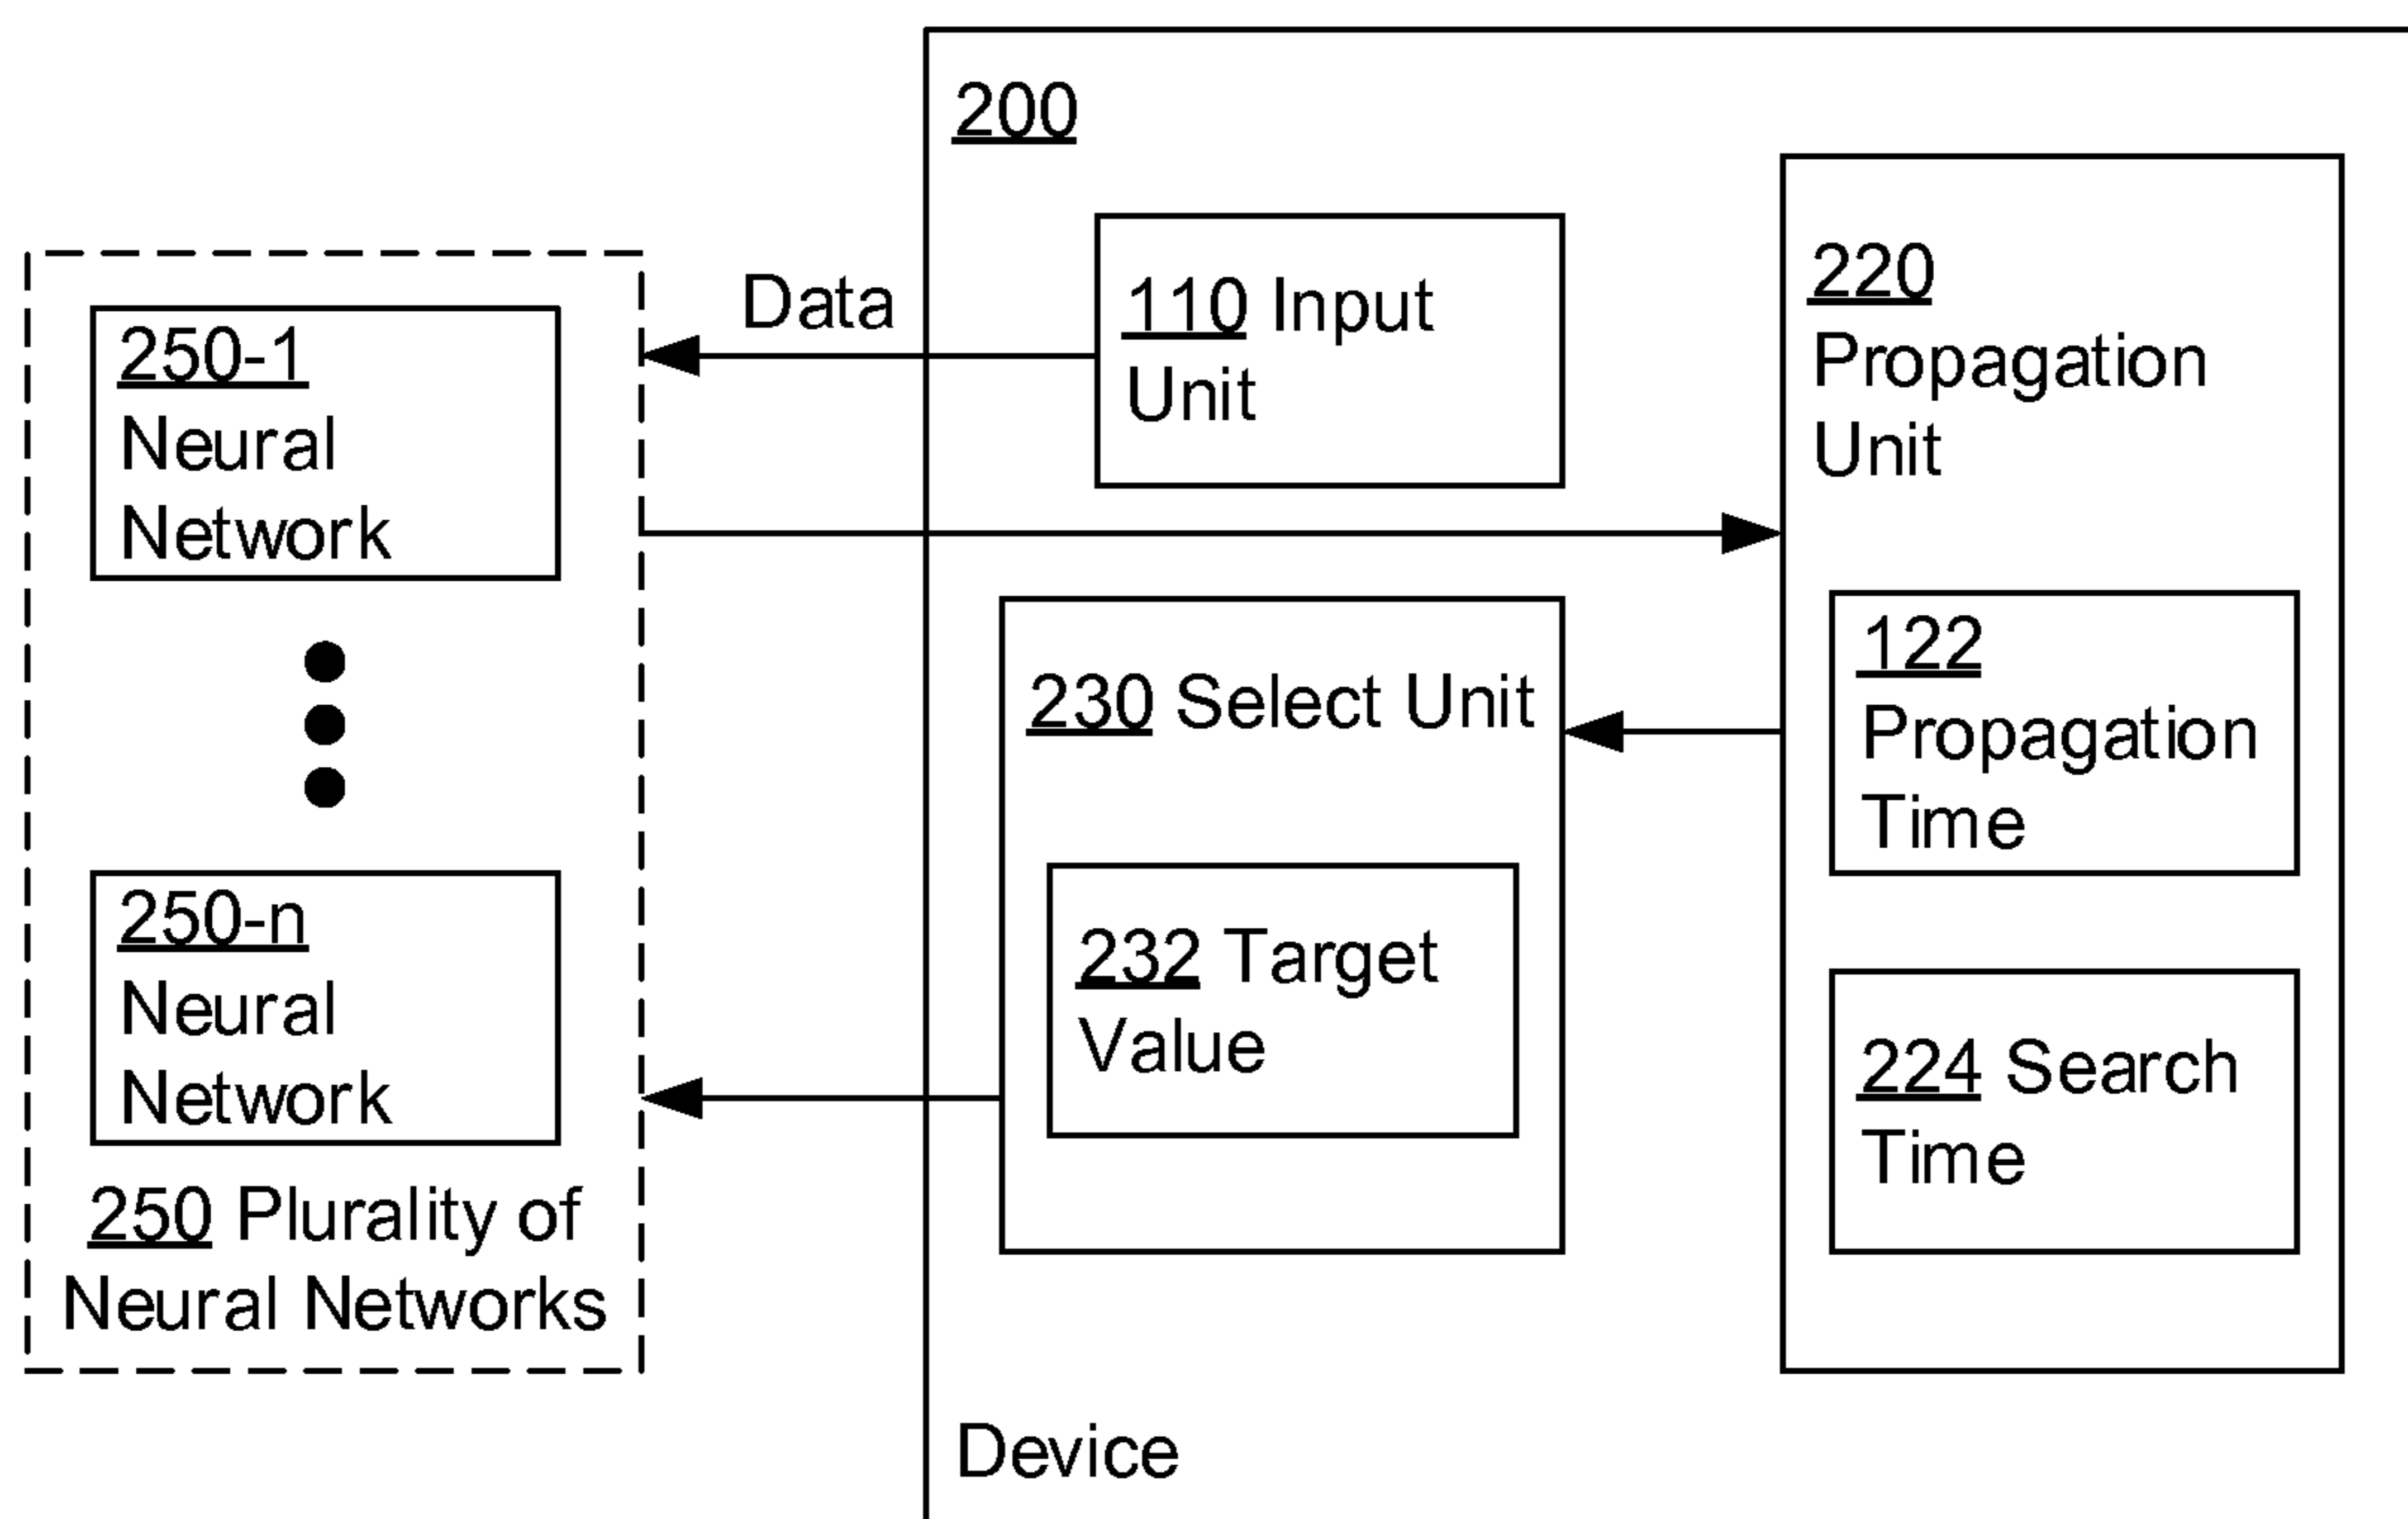 200
Data
110 Input
Unit
220
Propagation
Unit
250-1
Neural
Network
122
Propagation
Time
230 Select Unit
232 Target
Value
224 Search
Time
250-n
Neural
Network
250 Plurality of
Neural Networks
Device